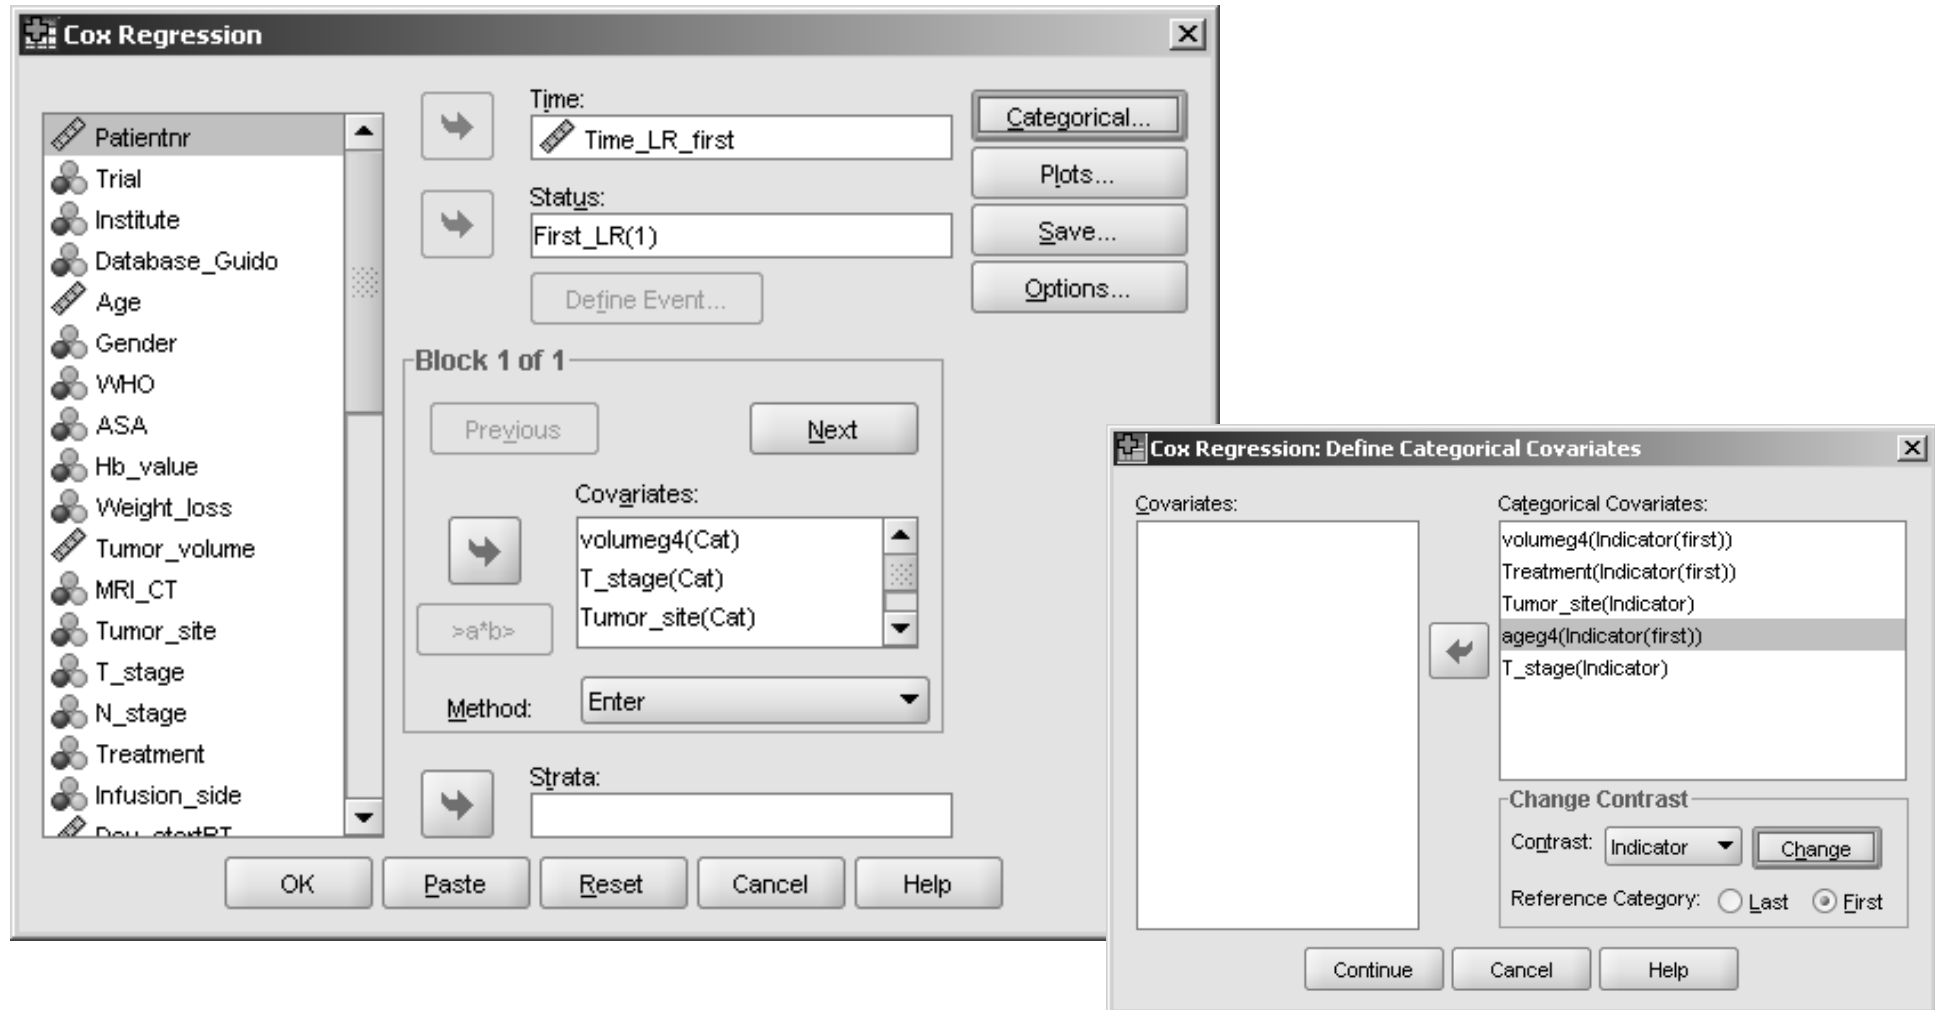 Cox Regression
Patientnr
Trial
Institute
Database_Guido
Age
Gender
WHO
ASA
Hb_value
Weight_loss
Tumor_volume
MRI_CT
Tumor_site
T_stage
N_stage
Treatment
Infusion_side
Time:
Time_LR_first
Status:
First_LR(1)
Define Event...
Block 1 of 1
Previous
Next
Covariates:
volumeg4(Cat)
T_stage(Cat)
Tumor_site(Cat)
>a*b>
Method:
Enter
Strata:
Categorical...
Plots...
Save...
Options...
OK
Paste
Reset
Cancel
Help
Cox Regression: Define Categorical Covariates
Covariates:
Categorical Covariates:
volumeg4(Indicator(first))
Treatment(Indicator(first))
Tumor_site(Indicator)
ageg4(Indicator(first))
T_stage(Indicator)
Change Contrast
Contrast:
Indicator
Change
Reference Category:
Last
First
Continue
Cancel
Help